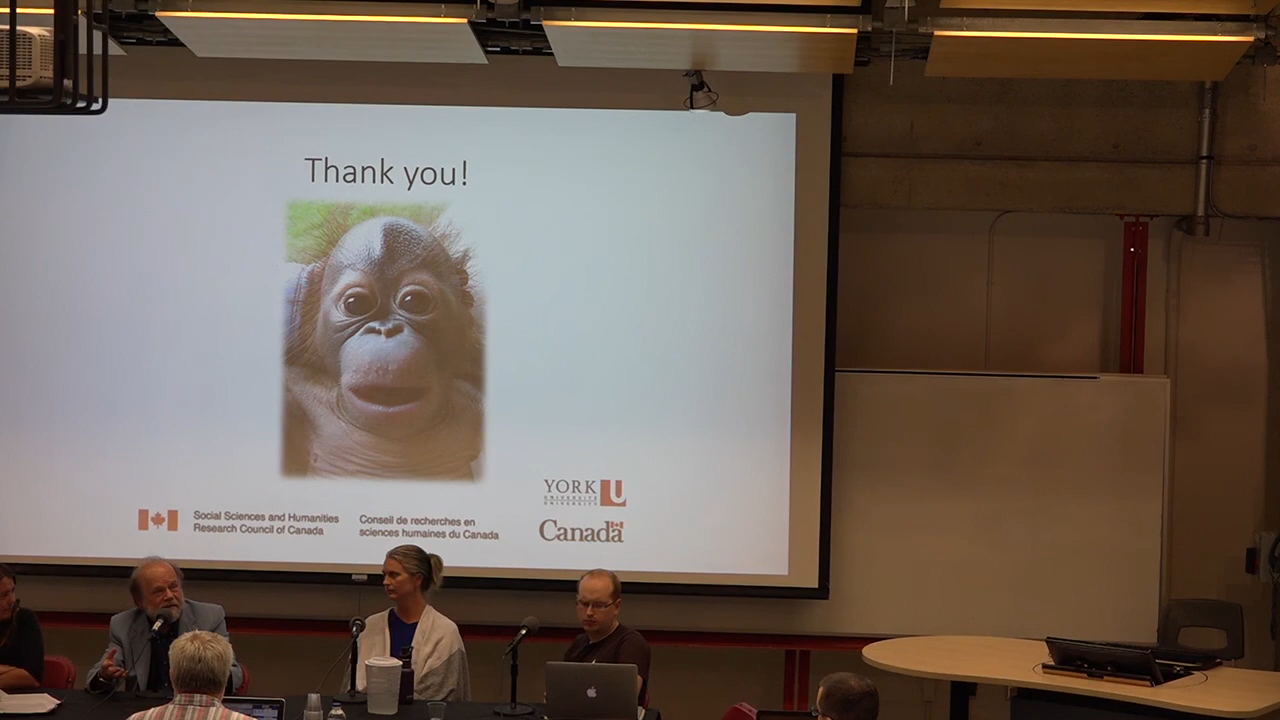 Thank you!
Social Sciences and Humanities
Research Council of Canada
Conseil de recherches en
sciences humaines du Canada
YORK U
UNIVERSITÉ
UNIVERSITY
Canada